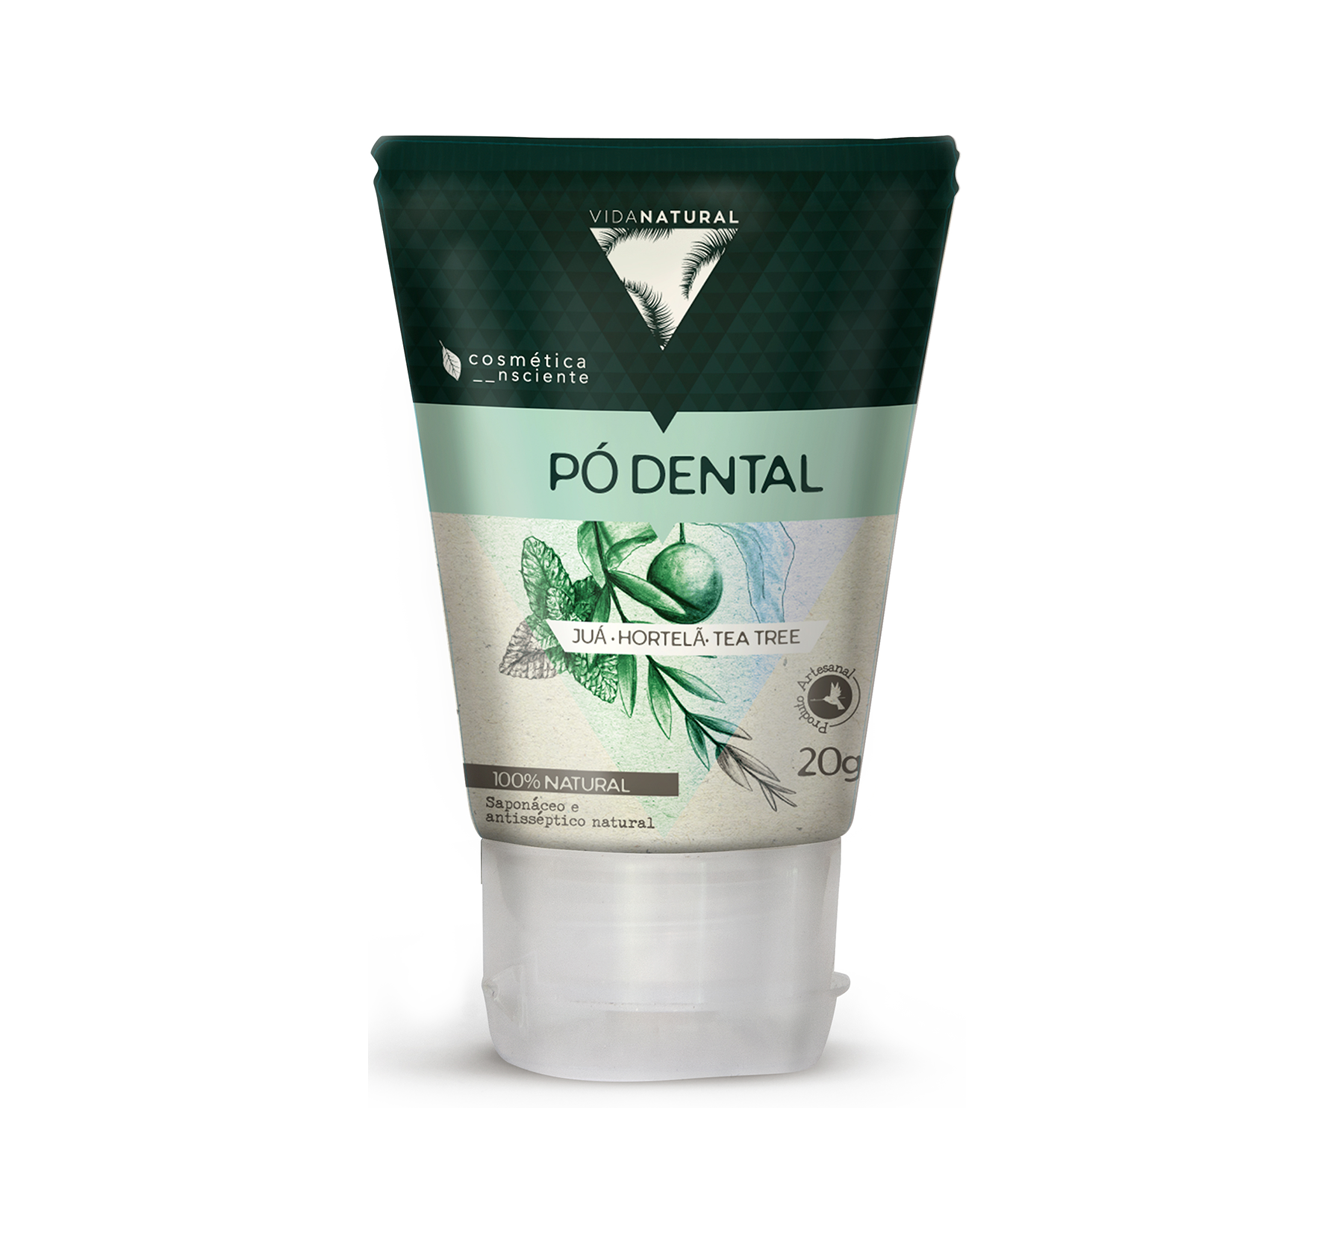 VIDANATURAL
cosmética
__nsciente
PÓ DENTAL
JUÁ · HORTELÃ · TEA TREE
Produto Artesanal
20g
100% NATURAL
Saponáceo e
antisséptico natural